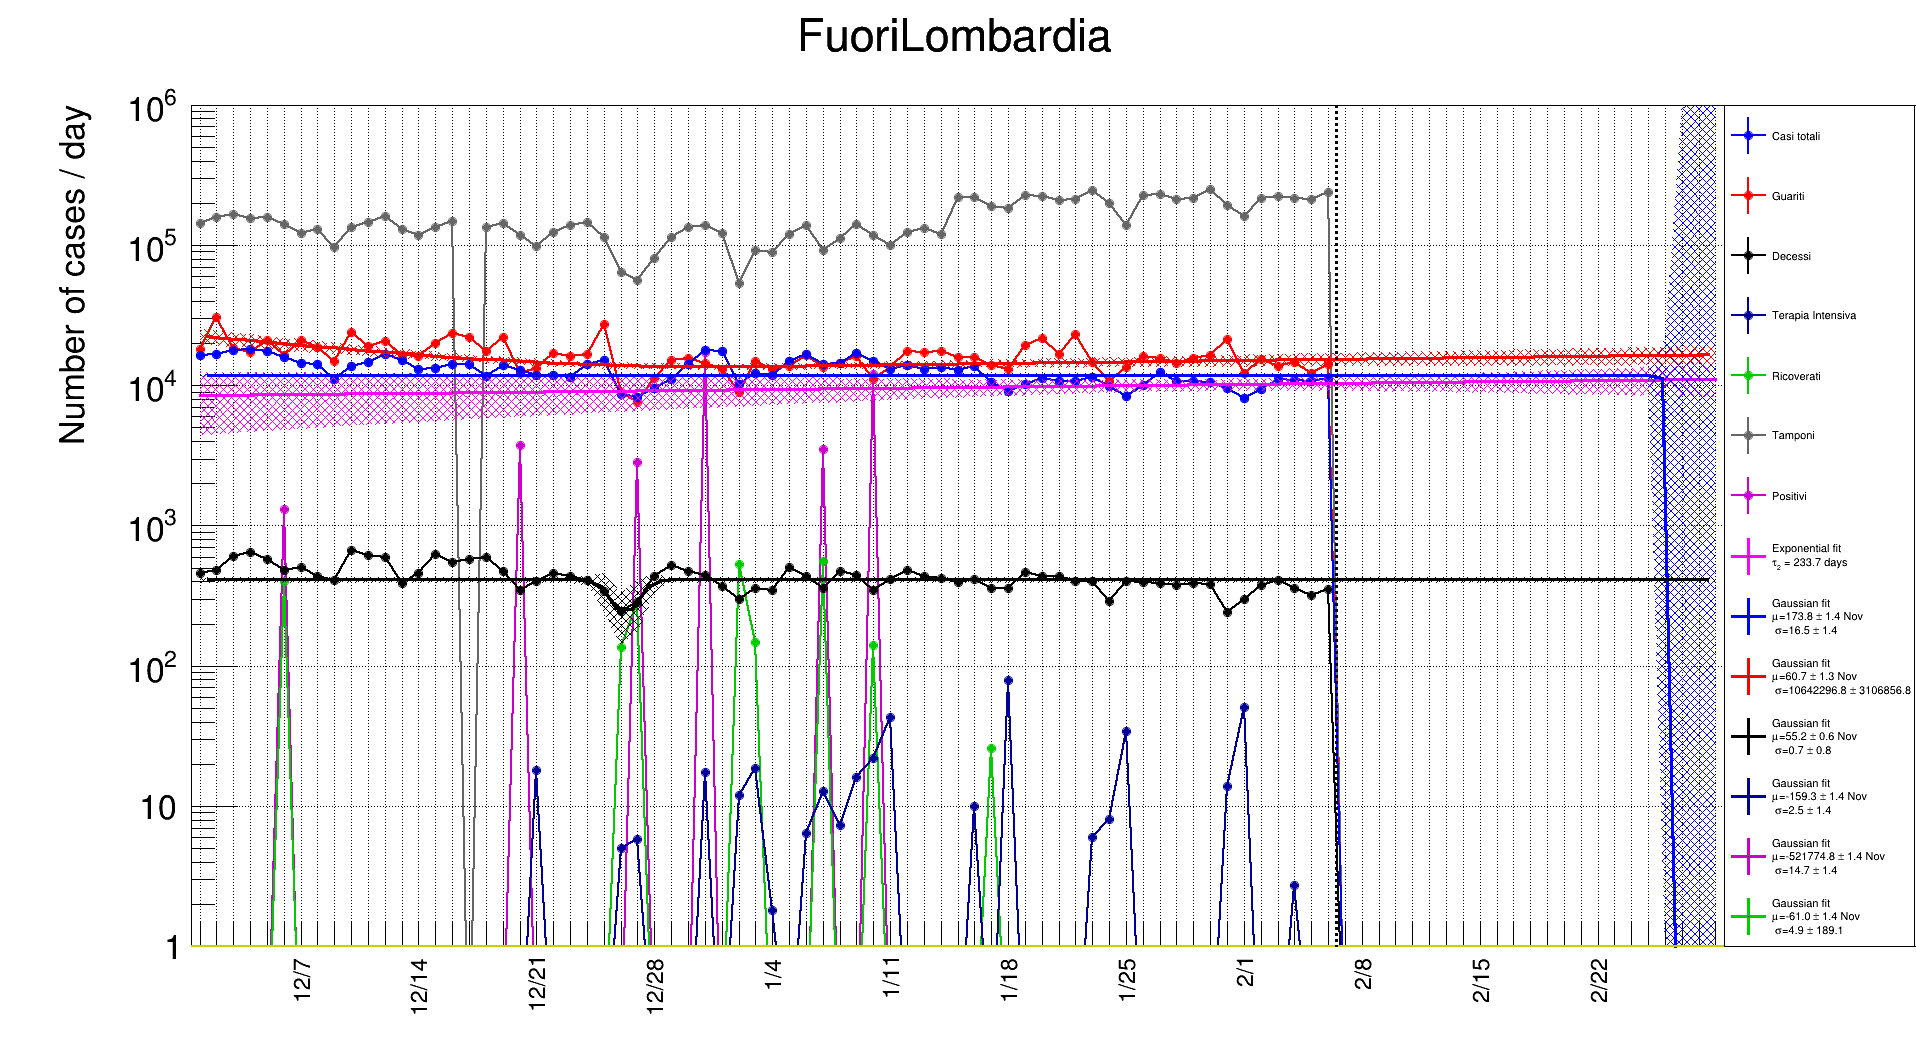 FuoriLombardia
Number of cases / day
10^6
10^5
10^4
10^3
10^2
10
1
12/7
12/14
12/21
12/28
1/4
1/11
1/18
1/25
2/1
2/8
2/15
2/22
Casi totali
Guariti
Decessi
Terapia Intensiva
Ricoverati
Tamponi
Positivi
Exponential fit
τ₂ = 233.7 days
Gaussian fit
μ=173.8 ± 1.4 Nov
σ=16.5 ± 1.4
Gaussian fit
μ=60.7 ± 1.3 Nov
σ=10642296.8 ± 3106856.8
Gaussian fit
μ=55.2 ± 0.6 Nov
σ=0.7 ± 0.8
Gaussian fit
μ=-159.3 ± 1.4 Nov
σ=2.5 ± 1.4
Gaussian fit
μ=-521774.8 ± 1.4 Nov
σ=14.7 ± 1.4
Gaussian fit
μ=-61.0 ± 1.4 Nov
σ=4.9 ± 189.1